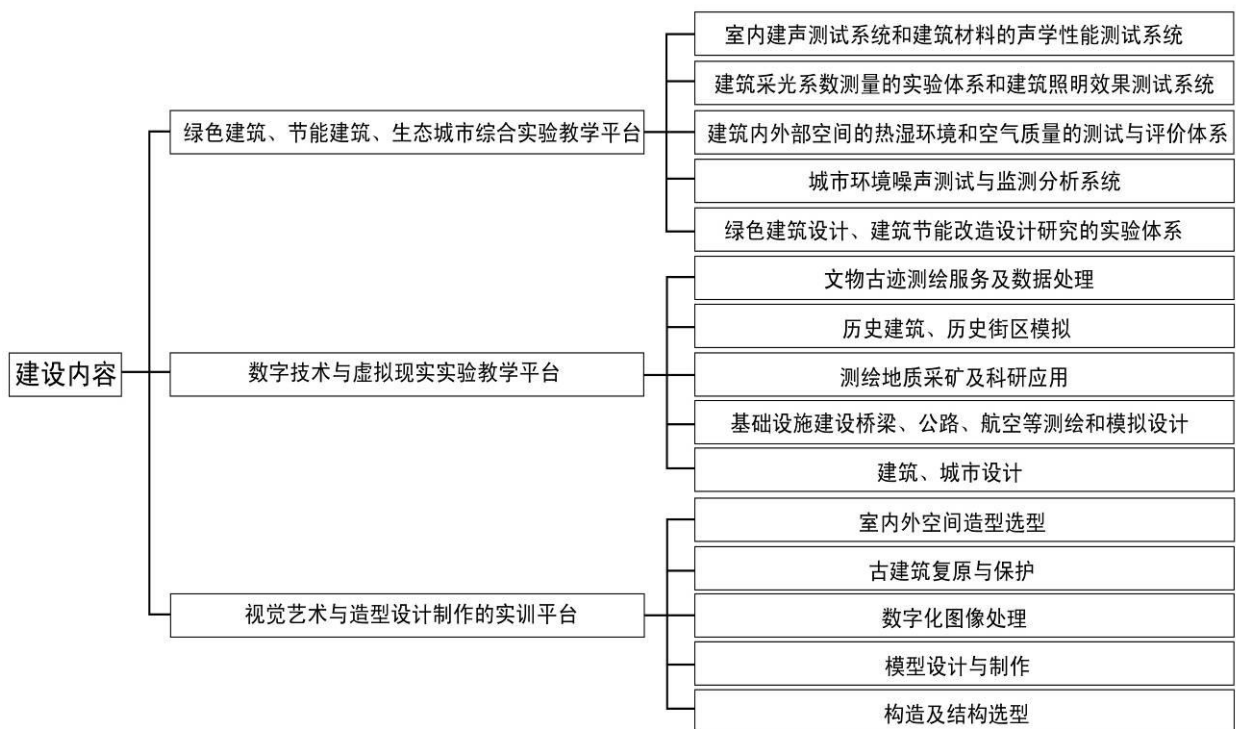 建设内容
绿色建筑、节能建筑、生态城市综合实验教学平台
室内建声测试系统和建筑材料的声学性能测试系统
建筑采光系数测量的实验体系和建筑照明效果测试系统
建筑内外部空间的热湿环境和空气质量的测试与评价体系
城市环境噪声测试与监测分析系统
绿色建筑设计、建筑节能改造设计研究的实验体系
数字技术与虚拟现实实验教学平台
文物古迹测绘服务及数据处理
历史建筑、历史街区模拟
测绘地质采矿及科研应用
基础设施建设桥梁、公路、航空等测绘和模拟设计
建筑、城市设计
视觉艺术与造型设计制作的实训平台
室内外空间造型选型
古建筑复原与保护
数字化图像处理
模型设计与制作
构造及结构选型